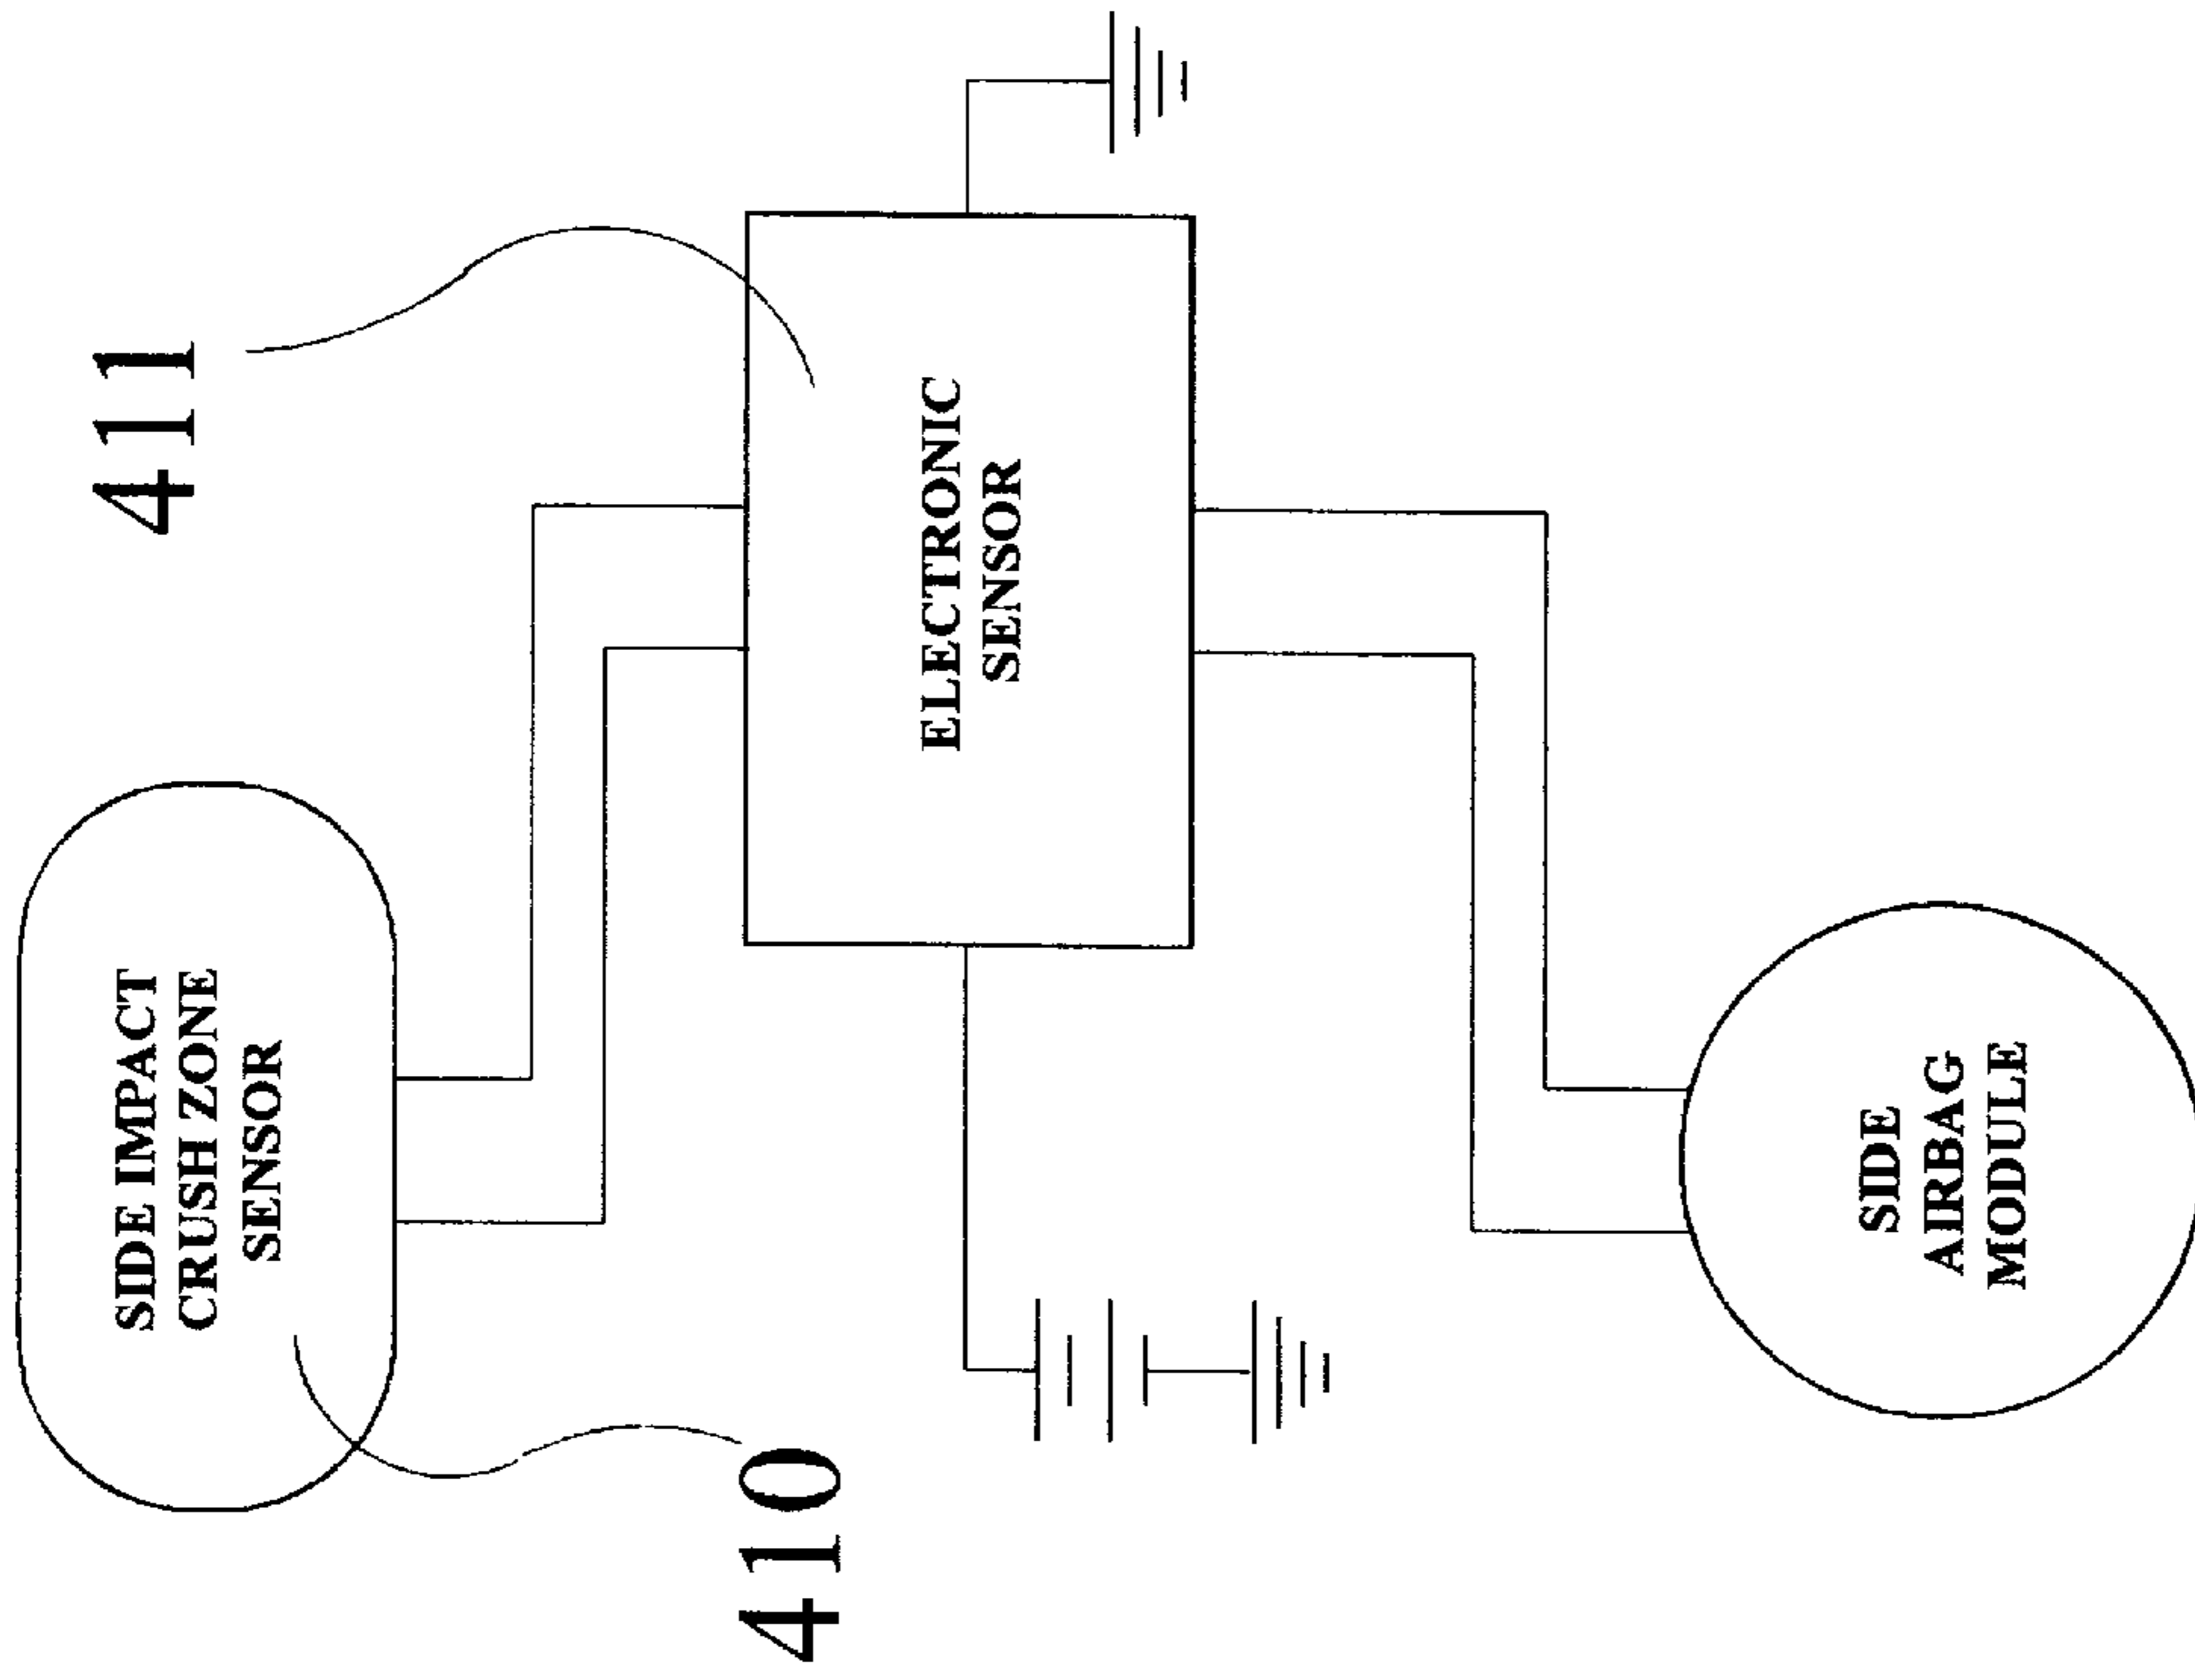 SIDE IMPACT
CRUSH ZONE
SENSOR
410
411
ELECTRONIC
SENSOR
SIDE
AIRBAG
MODULE